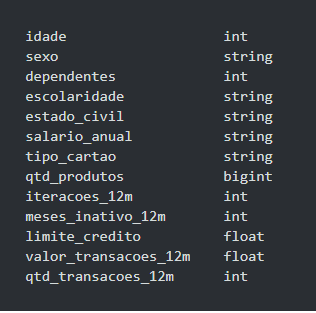 idade int
sexo string
dependentes int
escolaridade string
estado_civil string
salario_anual string
tipo_cartao string
qtd_produtos bigint
iteracoes_12m int
meses_inativo_12m int
limite_credito float
valor_transacoes_12m float
qtd_transacoes_12m int